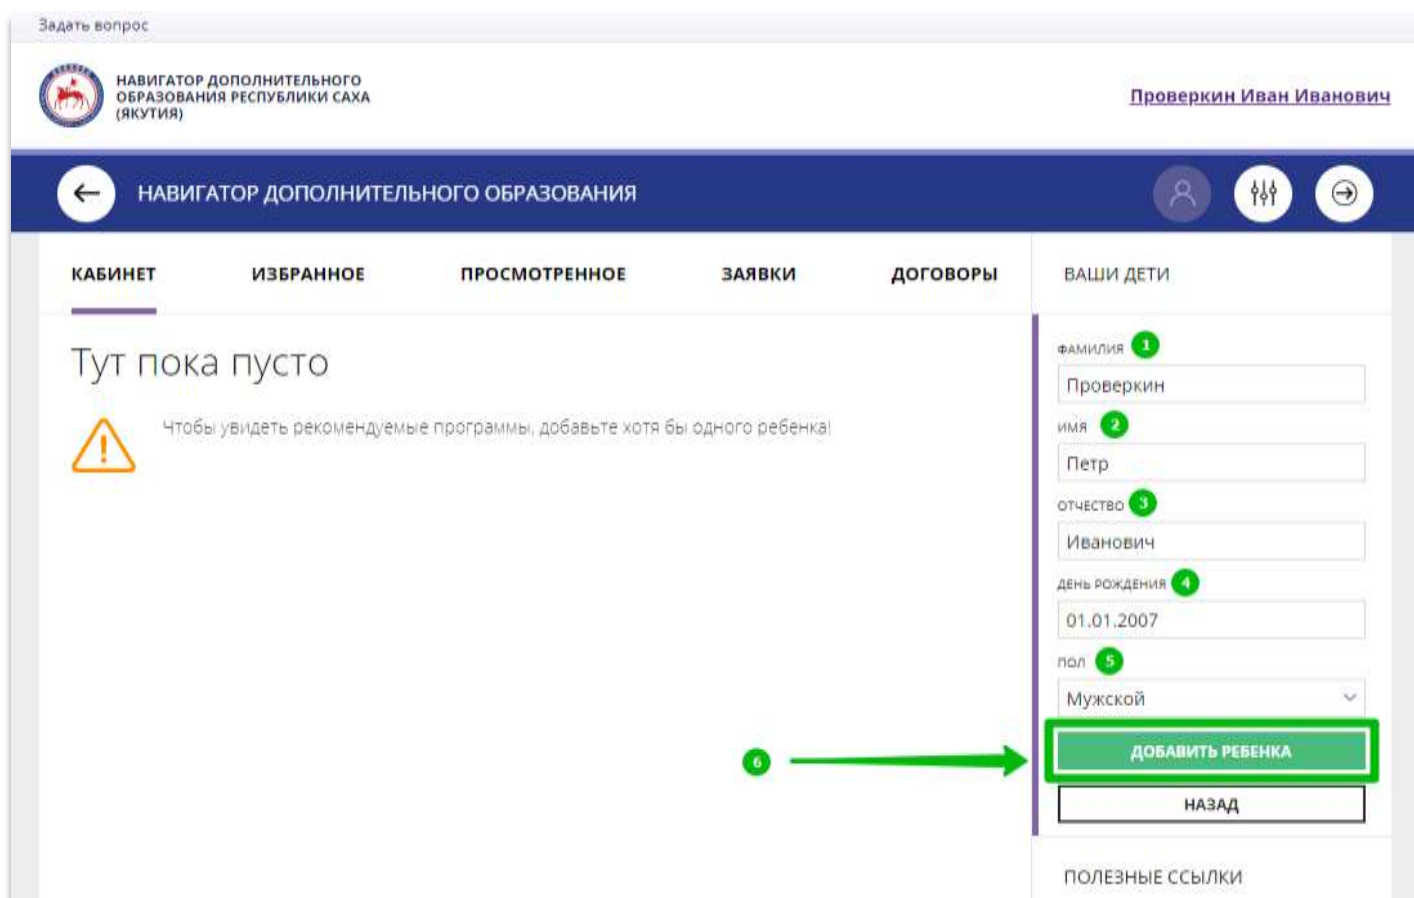 Задать вопрос
НАВИГАТОР ДОПОЛНИТЕЛЬНОГО
ОБРАЗОВАНИЯ РЕСПУБЛИКИ САХА
(ЯКУТИЯ)
Проверкин Иван Иванович
НАВИГАТОР ДОПОЛНИТЕЛЬНОГО ОБРАЗОВАНИЯ
КАБИНЕТ ИЗБРАННОЕ ПРОСМОТРЕННОЕ ЗАЯВКИ ДОГОВОРЫ
Тут пока пусто
Чтобы увидеть рекомендуемые программы, добавьте хотя бы одного ребенка!
ВАШИ ДЕТИ
ФАМИЛИЯ 1
Проверкин
ИМЯ 2
Петр
ОТЧЕСТВО 3
Иванович
ДЕНЬ РОЖДЕНИЯ 4
01.01.2007
ПОЛ 5
Мужской
6
ДОБАВИТЬ РЕБЕНКА
НАЗАД
ПОЛЕЗНЫЕ ССЫЛКИ